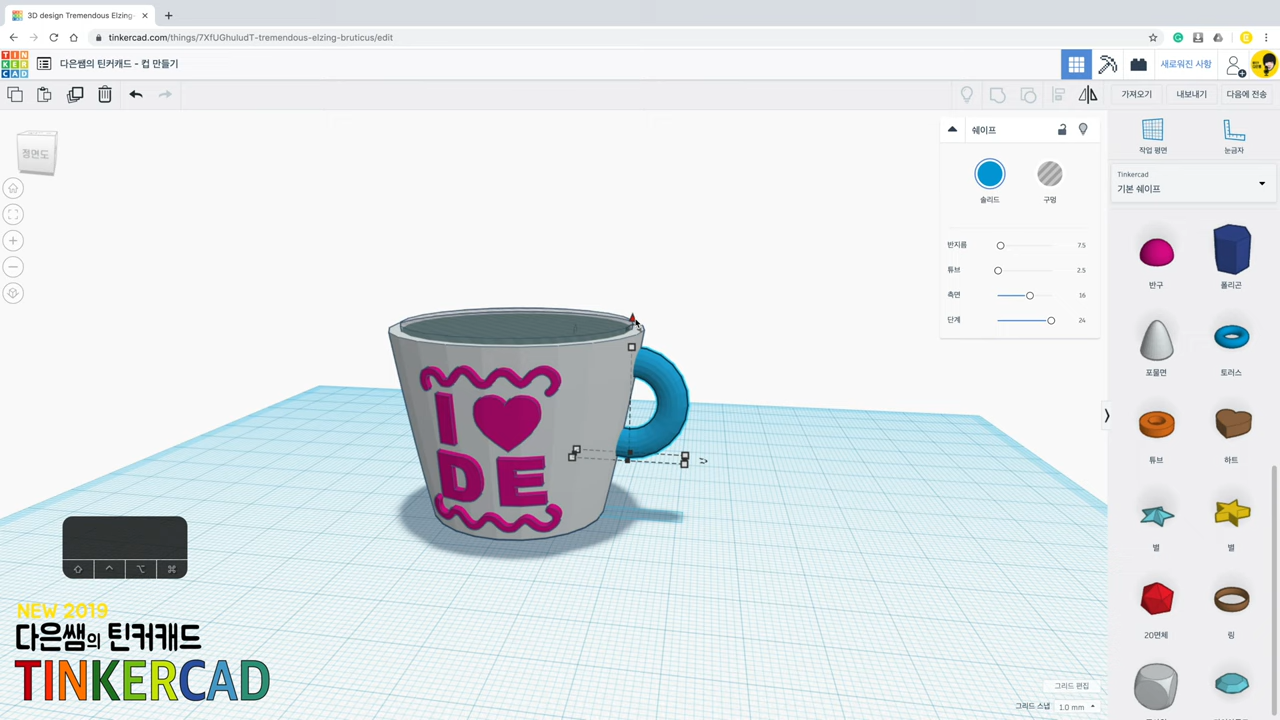 3D design Tremendous Elzing-
tinkercad.com/things/7XfUGhuludT-tremendous-elzing-bruticus/edit
TIN
KER
CAD
다은쌤의 틴커캐드 - 컵 만들기
새로워진 사항
가져오기
내보내기
다음에 전송
정면도
쉐이프
솔리드
구멍
반지름 7.5
튜브 2.5
측면 16
단계 24
작업 평면
눈금자
Tinkercad
기본 쉐이프
반구
폴리곤
포물면
토러스
튜브
하트
별
별
20면체
링
I
D E
NEW 2019
다은쌤의 틴커캐드
TINKERCAD
그리드 편집
그리드 스냅 1.0 mm